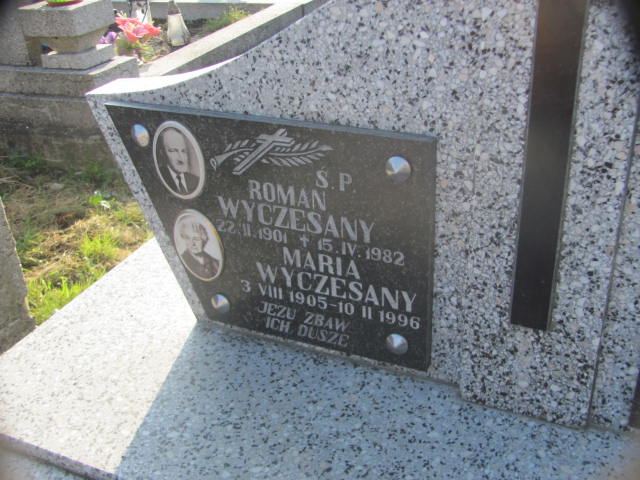 Ś.P.
ROMAN
WYCZESANY
22.II.1901 + 15.IV.1982
MARIA
WYCZESANY
3 VIII 1905-10 II 1996
JEZU ZBAW
ICH DUSZE